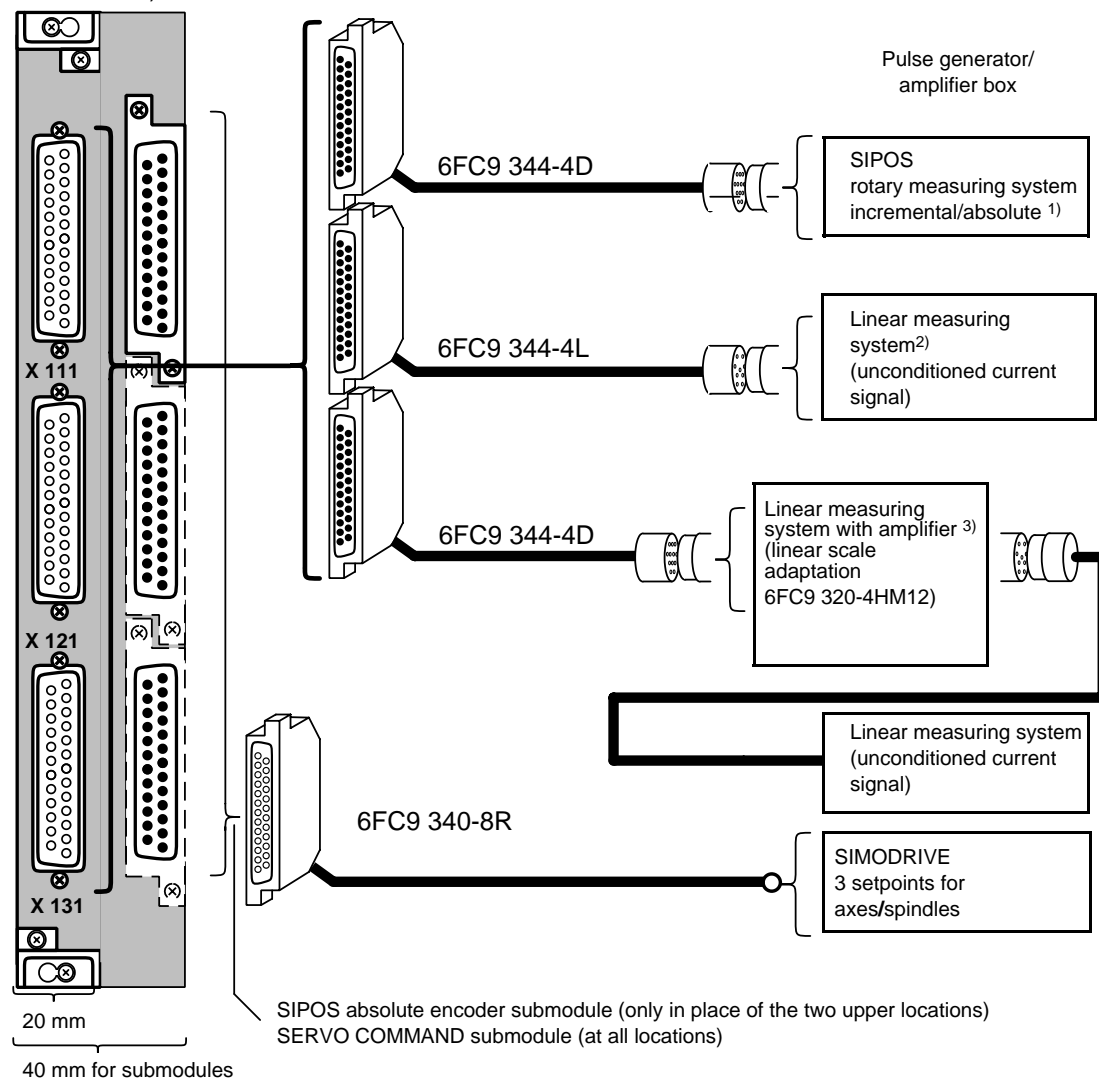 Pulse generator/
amplifier box
6FC9 344-4D
SIPOS
rotary measuring system
incremental/absolute 1)
6FC9 344-4L
Linear measuring
system2)
(unconditioned current
signal)
X 111
6FC9 344-4D
Linear measuring
system with amplifier 3)
(linear scale
adaptation
6FC9 320-4HM12)
X 121
Linear measuring system
(unconditioned current
signal)
6FC9 340-8R
SIMODRIVE
3 setpoints for
axes/spindles
X 131
SIPOS absolute encoder submodule (only in place of the two upper locations)
SERVO COMMAND submodule (at all locations)
20 mm
40 mm for submodules